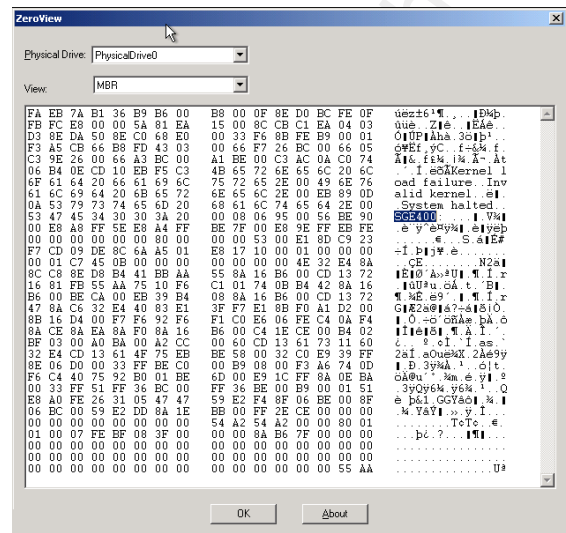 ZeroView
Physical Drive: PhysicalDrive0
View: MBR
FA EB 7A B1 36 B9 B6 00 B8 00 0F 8E D0 BC FE 0F
FB FC E8 00 00 5A 81 EA 15 00 8C CB C1 EA 04 03
D3 8E DA 50 8E C0 68 E0 00 33 F6 8B FE B9 00 01
F3 A5 CB 66 B8 FD 43 03 00 66 F7 26 BC 00 66 05
C3 9E 26 00 66 A3 BC 00 A1 BE 00 C3 AC 0A C0 74
06 B4 0E CD 10 EB F5 C3 4B 65 72 6E 65 6C 20 6C Kernel l
6F 61 64 20 66 61 69 6C 75 72 65 2E 00 49 6E 76 oad failure. Inv
61 6C 69 64 20 6B 65 72 6E 65 6C 2E 00 EB 89 0D alid kernel.
0A 53 79 73 74 65 6D 20 68 61 6C 74 65 64 2E 00 .System halted..
53 47 45 34 30 30 3A 20 00 08 06 95 00 56 BE 90 SGE400:
00 E8 A8 FF 5E E8 A4 FF BE 7F 00 E8 9E FF EB FE
00 00 00 00 00 00 80 00 00 00 53 00 E1 8D C9 23
F7 CD 09 DE 8C 6A A5 01 E8 17 10 00 01 00 00 00
00 01 C7 45 0B 00 00 00 00 00 00 00 4E 32 E4 8A
8C C8 8E D8 B4 41 BB AA 55 8A 16 B6 00 CD 13 72
16 81 FB 55 AA 75 10 F6 C1 01 74 0B B4 42 8A 16
B6 00 BE CA 00 EB 39 B4 08 8A 16 B6 00 CD 13 72
47 8A C6 32 E4 40 83 E1 3F F7 E1 8B F0 A1 D2 00
8B 16 D4 00 F7 F6 92 F6 F1 C0 E6 06 FE C4 0A F4
8A CE 8A EA 8A F0 8A 16 B6 00 C4 1E CE 00 B4 02
BF 03 00 A0 BA 00 A2 CC 00 60 CD 13 61 73 11 60
32 E4 CD 13 61 4F 75 EB BE 58 00 32 C0 E9 39 FF
8E 06 D0 00 33 FF BE C0 00 B9 08 00 F3 A6 74 0D
F6 C4 40 75 92 B0 01 BE 6D 00 E9 1C FF 8A 0E BA
00 33 FF 51 FF 36 BC 00 FF 36 BE 00 B9 00 01 51
E8 A0 FE 26 31 05 47 47 59 E2 F4 8F 06 BE 00 8F
06 BC 00 59 E2 DD 8A 1E BB 00 FF 2E CE 00 00 00
00 00 00 00 00 00 00 00 54 A2 54 A2 00 00 80 01
01 00 07 FE BF 08 3F 00 00 00 8A B6 7F 00 00 00
00 00 00 00 00 00 00 00 00 00 00 00 00 00 00 00
00 00 00 00 00 00 00 00 00 00 00 00 00 00 00 00
00 00 00 00 00 00 00 00 00 00 00 00 00 00 55 AA
OK About